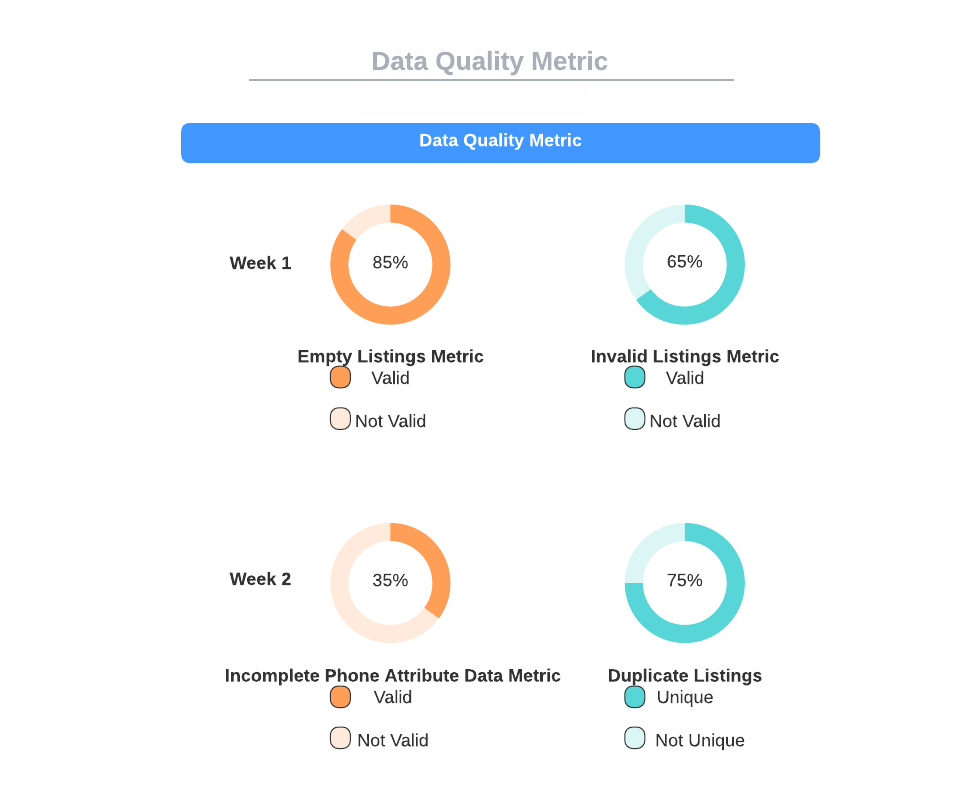 Data Quality Metric
Data Quality Metric
Week 1
85%
65%
Empty Listings Metric
Valid
Not Valid
Invalid Listings Metric
Valid
Not Valid
Week 2
35%
75%
Incomplete Phone Attribute Data Metric
Valid
Not Valid
Duplicate Listings
Unique
Not Unique